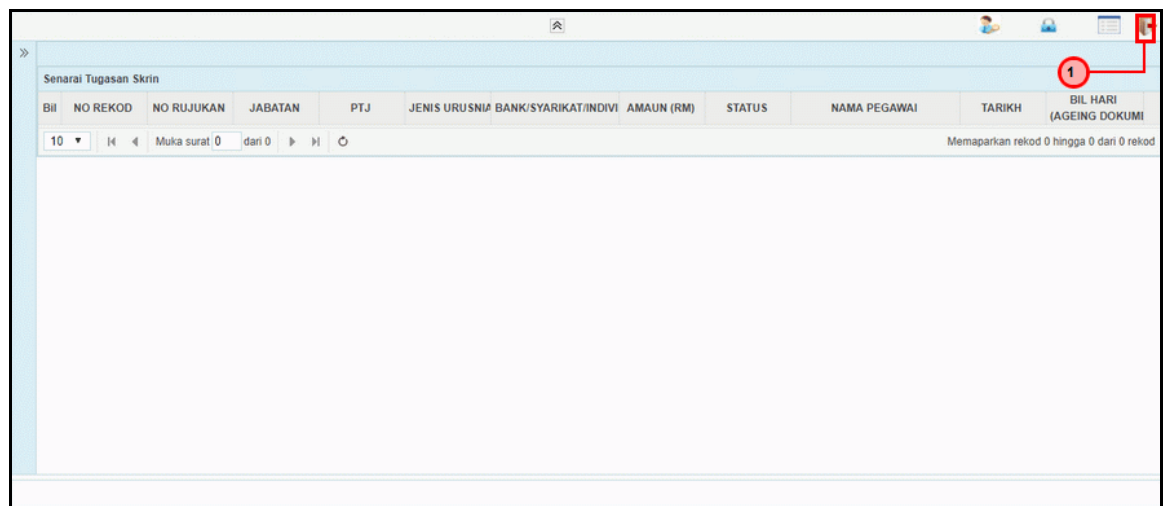 1
Senarai Tugasan Skrin
Bil NO REKOD NO RUJUKAN JABATAN PTJ JENIS URUSNIA BANK/SYARIKAT/INDIVI AMAUN (RM) STATUS NAMA PEGAWAI TARIKH BIL HARI
(AGEING DOKUMI
10 Muka surat 0 dari 0 Memaparkan rekod 0 hingga 0 dari 0 rekod